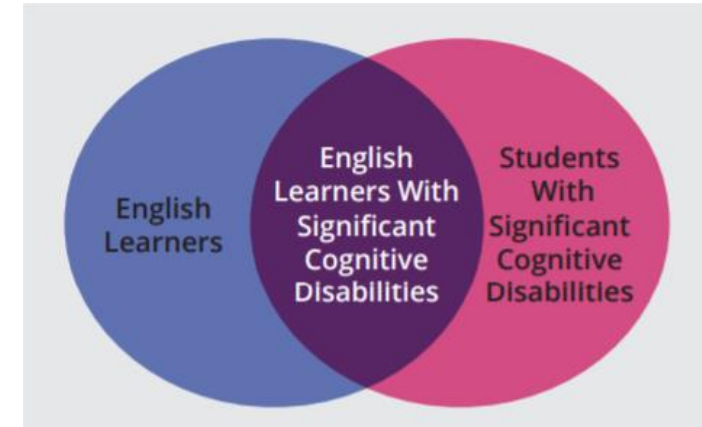 English
Learners
English
Learners With
Significant
Cognitive
Disabilities
Students
With
Significant
Cognitive
Disabilities